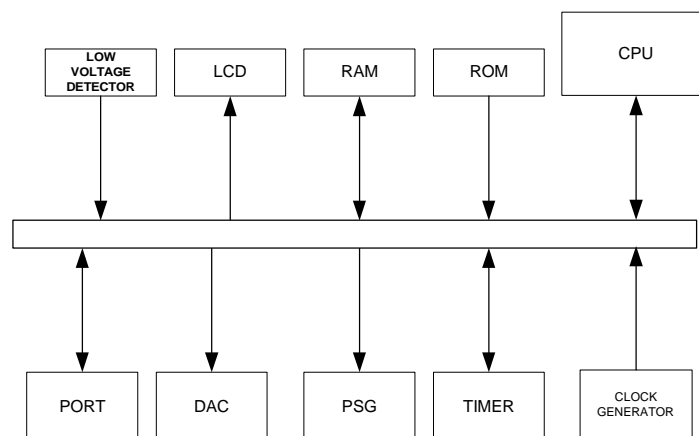 LOW
VOLTAGE
DETECTOR
LCD
RAM
ROM
CPU
PORT
DAC
PSG
TIMER
CLOCK
GENERATOR